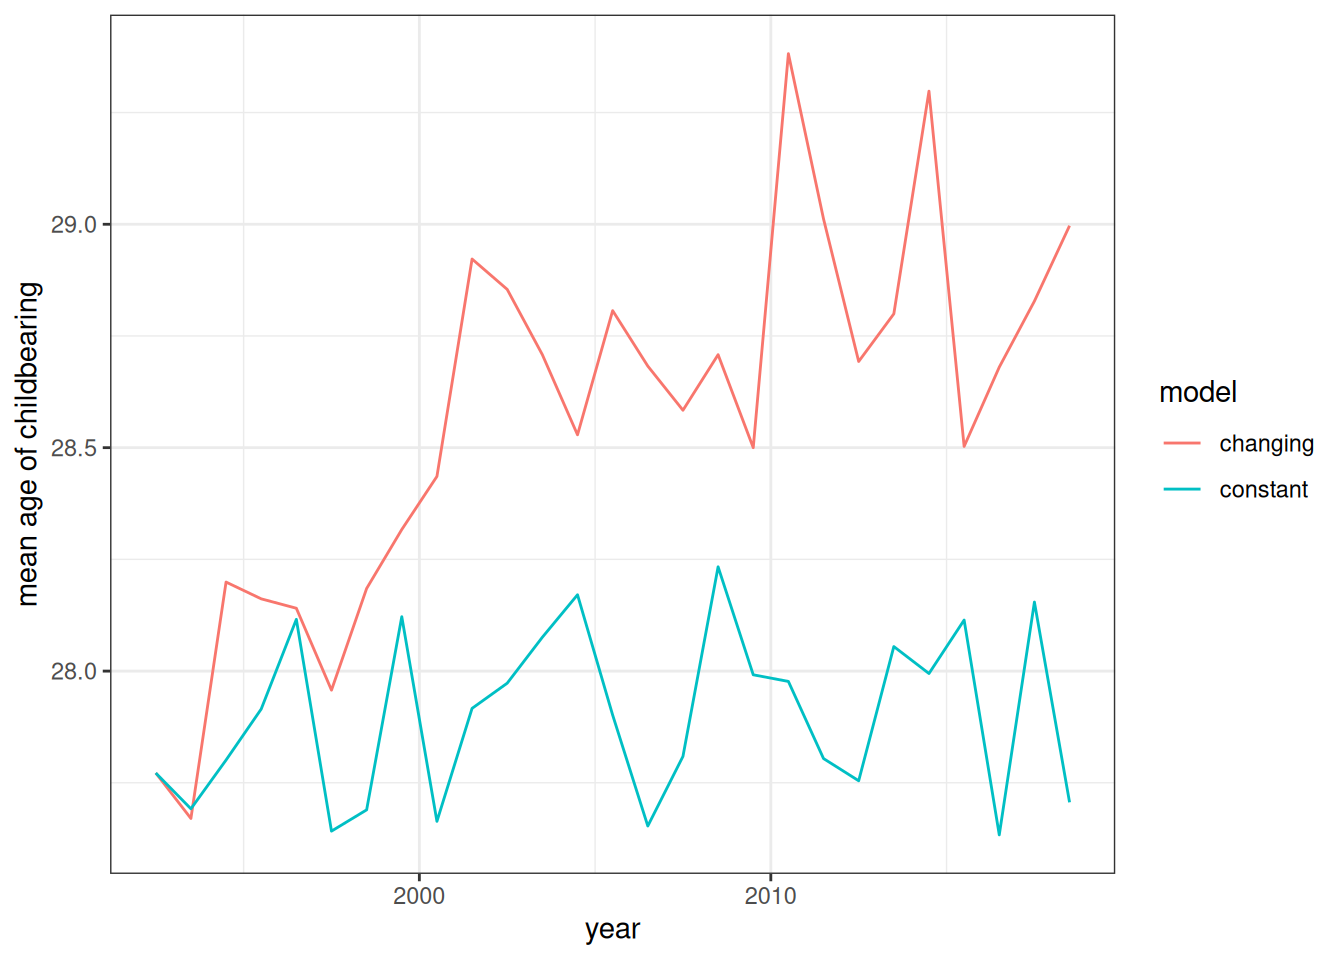 mean age of childbearing
29.0
28.5
28.0
2000
2010
year
model
changing
constant